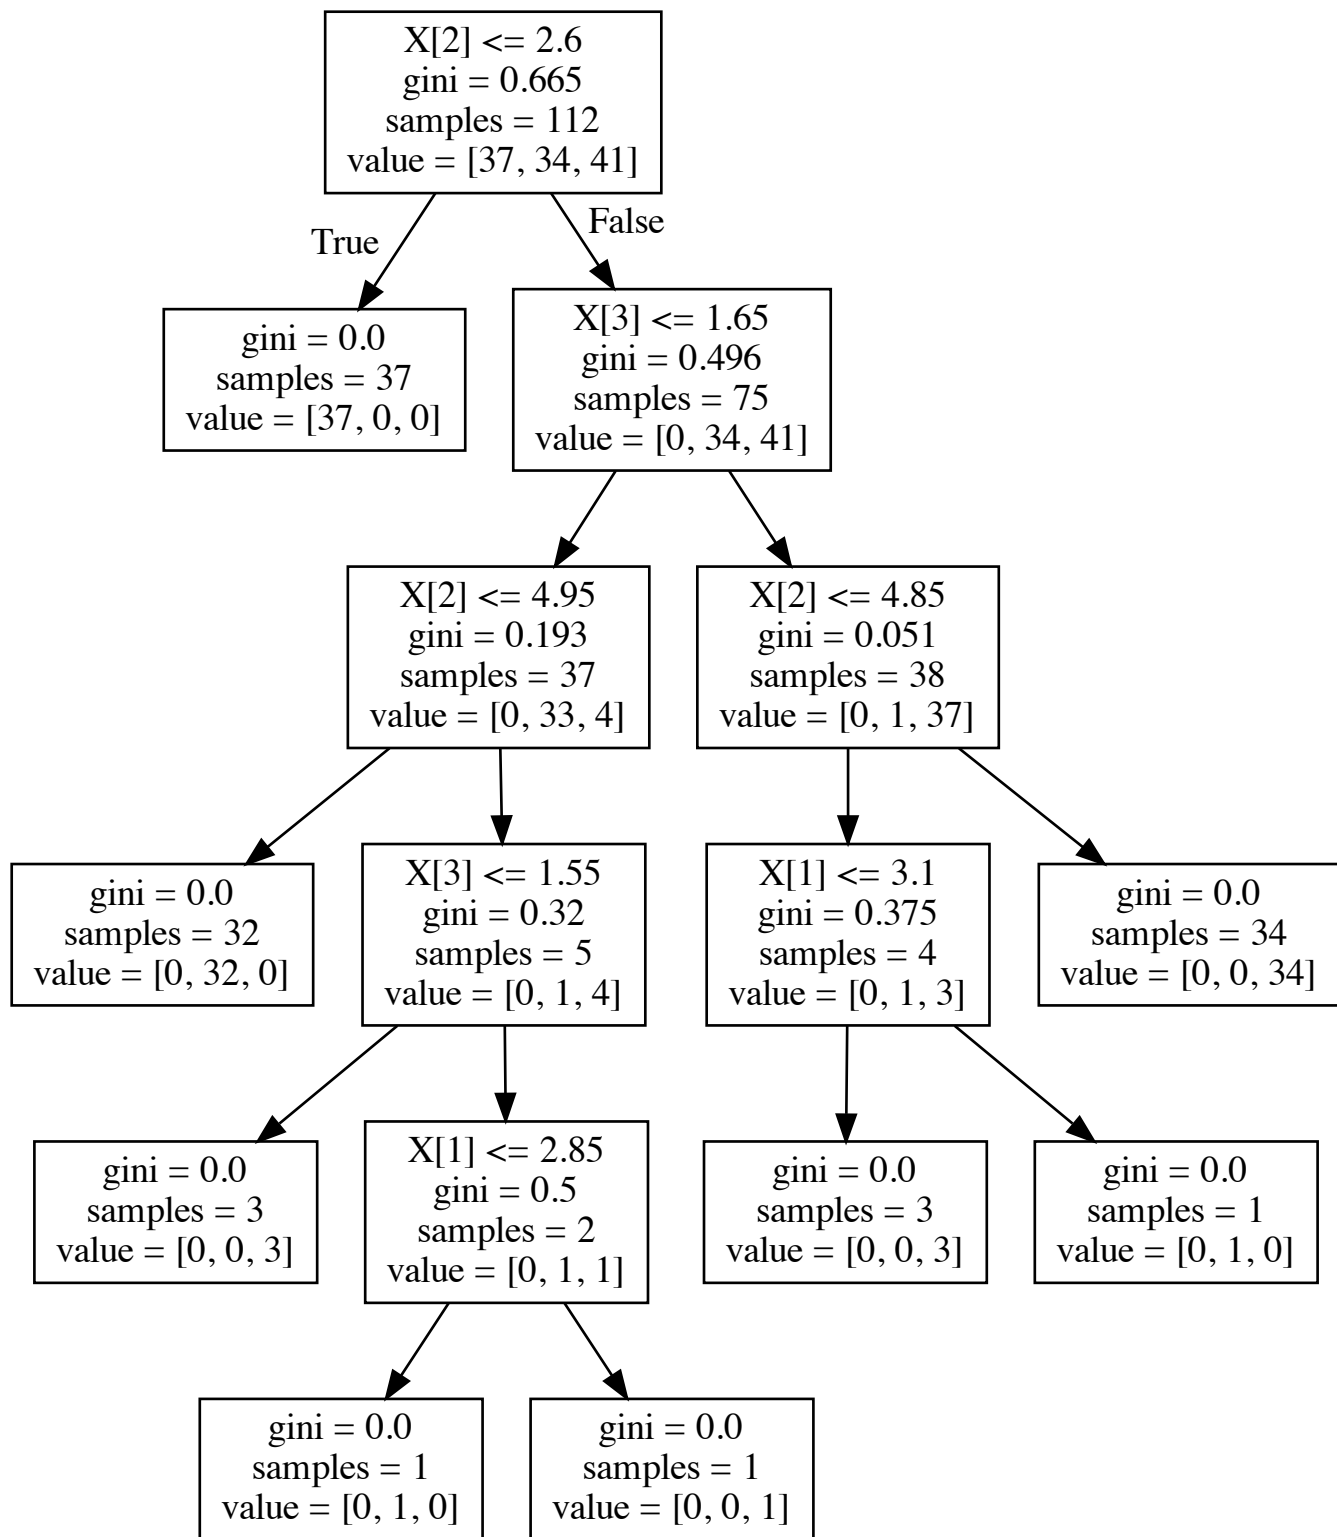 X[2] <= 2.6
gini = 0.665
samples = 112
value = [37, 34, 41]
True
False
gini = 0.0
samples = 37
value = [37, 0, 0]
X[3] <= 1.65
gini = 0.496
samples = 75
value = [0, 34, 41]
X[2] <= 4.95
gini = 0.193
samples = 37
value = [0, 33, 4]
X[2] <= 4.85
gini = 0.051
samples = 38
value = [0, 1, 37]
gini = 0.0
samples = 32
value = [0, 32, 0]
X[3] <= 1.55
gini = 0.32
samples = 5
value = [0, 1, 4]
X[1] <= 3.1
gini = 0.375
samples = 4
value = [0, 1, 3]
gini = 0.0
samples = 34
value = [0, 0, 34]
gini = 0.0
samples = 3
value = [0, 0, 3]
X[1] <= 2.85
gini = 0.5
samples = 2
value = [0, 1, 1]
gini = 0.0
samples = 3
value = [0, 0, 3]
gini = 0.0
samples = 1
value = [0, 1, 0]
gini = 0.0
samples = 1
value = [0, 1, 0]
gini = 0.0
samples = 1
value = [0, 0, 1]